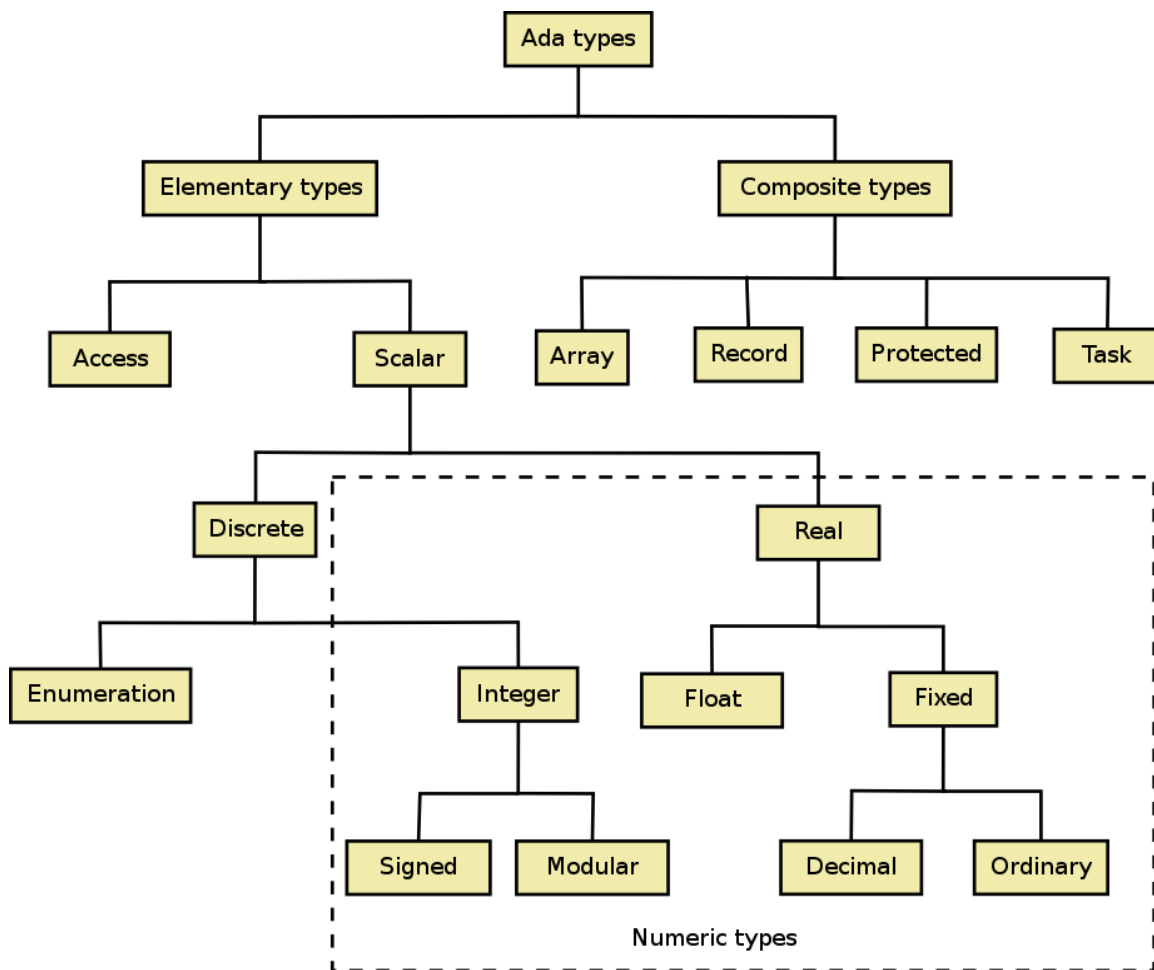 Ada types
Elementary types
Composite types
Access
Scalar
Array
Record
Protected
Task
Discrete
Real
Enumeration
Integer
Float
Fixed
Signed
Modular
Decimal
Ordinary
Numeric types